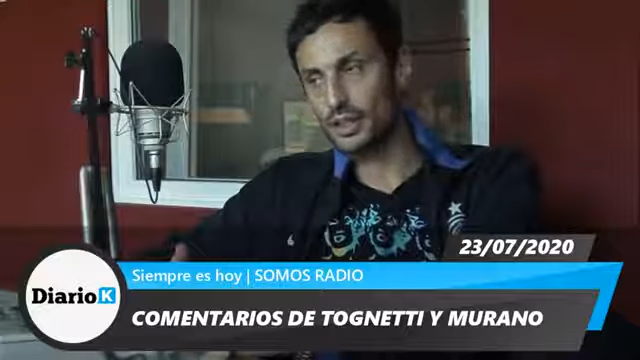 23/07/2020
Siempre es hoy | SOMOS RADIO
Diario K
COMENTARIOS DE TOGNETTI Y MURANO